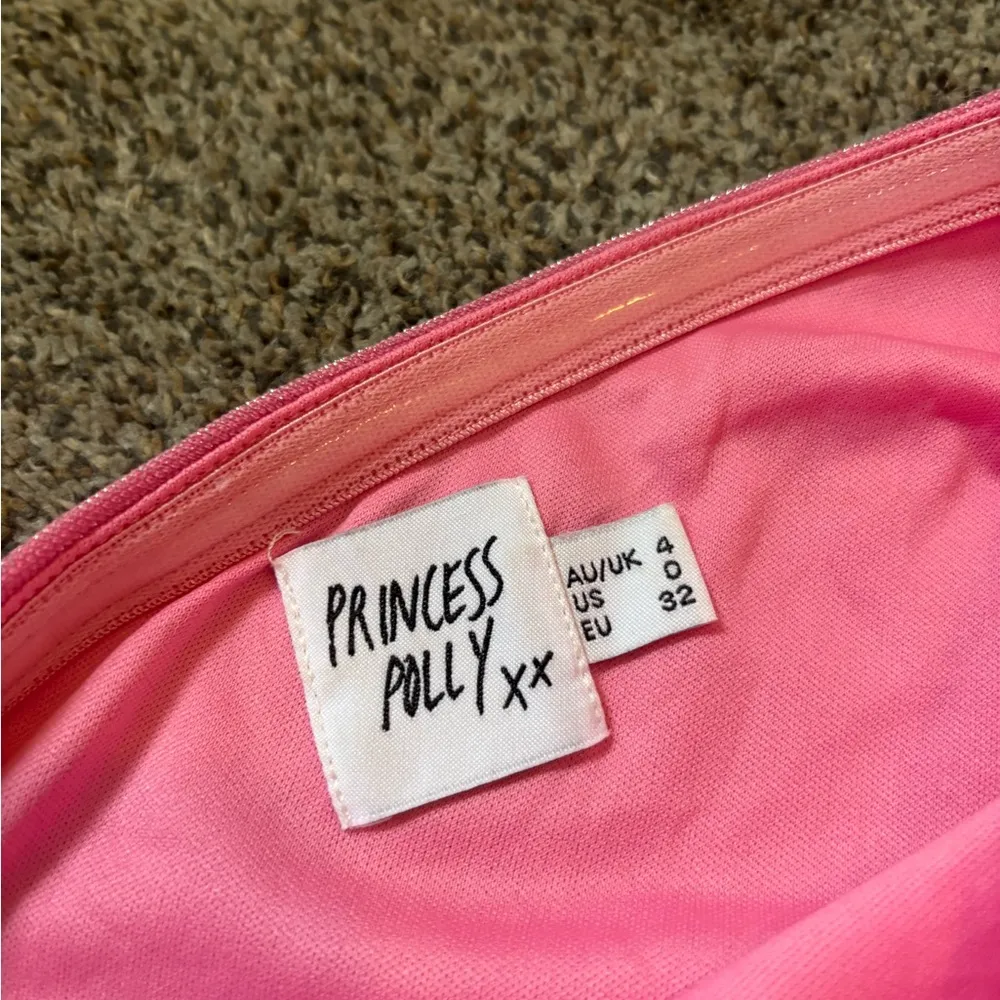 PRINCESS
POLLY xx
AU/UK 4
US 0
EU 32